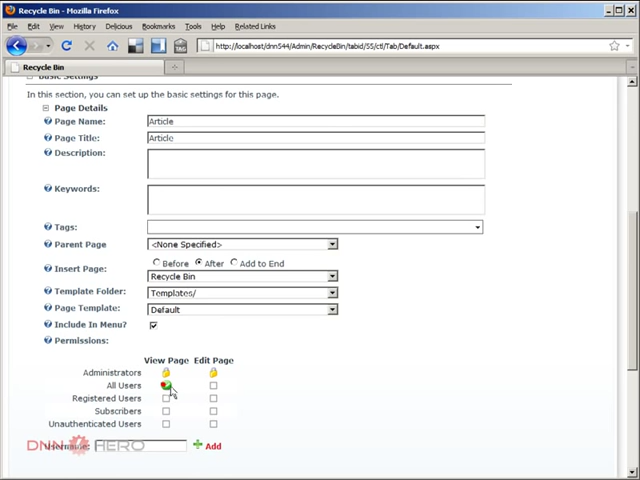 Recycle Bin - Mozilla Firefox
File Edit View History Delicious Bookmarks Tools Help Related Links
TAG http://dnn544/Admin/RecycleBin/tabid/55/ctl/Tab/Default.aspx
Recycle Bin
Basic Settings
In this section, you can set up the basic settings for this page.
Page Details
Page Name: Article
Page Title: Article
Description:
Keywords:
Tags:
Parent Page <None Specified>
Before After Add to End
Insert Page: Recycle Bin
Template Folder: Templates/
Page Template: Default
Include In Menu?
Permissions:
View Page Edit Page
Administrators
All Users
Registered Users
Subscribers
Unauthenticated Users
Username: Add
DNN HERO